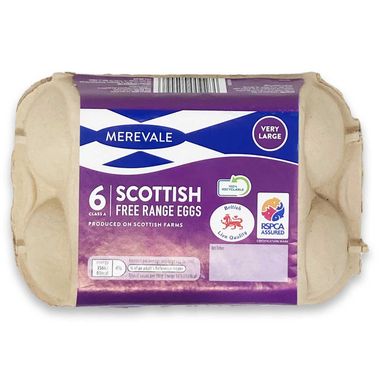 MEREVALE
VERY
LARGE
6
CLASS A
SCOTTISH
FREE RANGE EGGS
PRODUCED ON SCOTTISH FARMS
100%
RECYCLABLE
British
Lion Quality
RSPCA
ASSURED